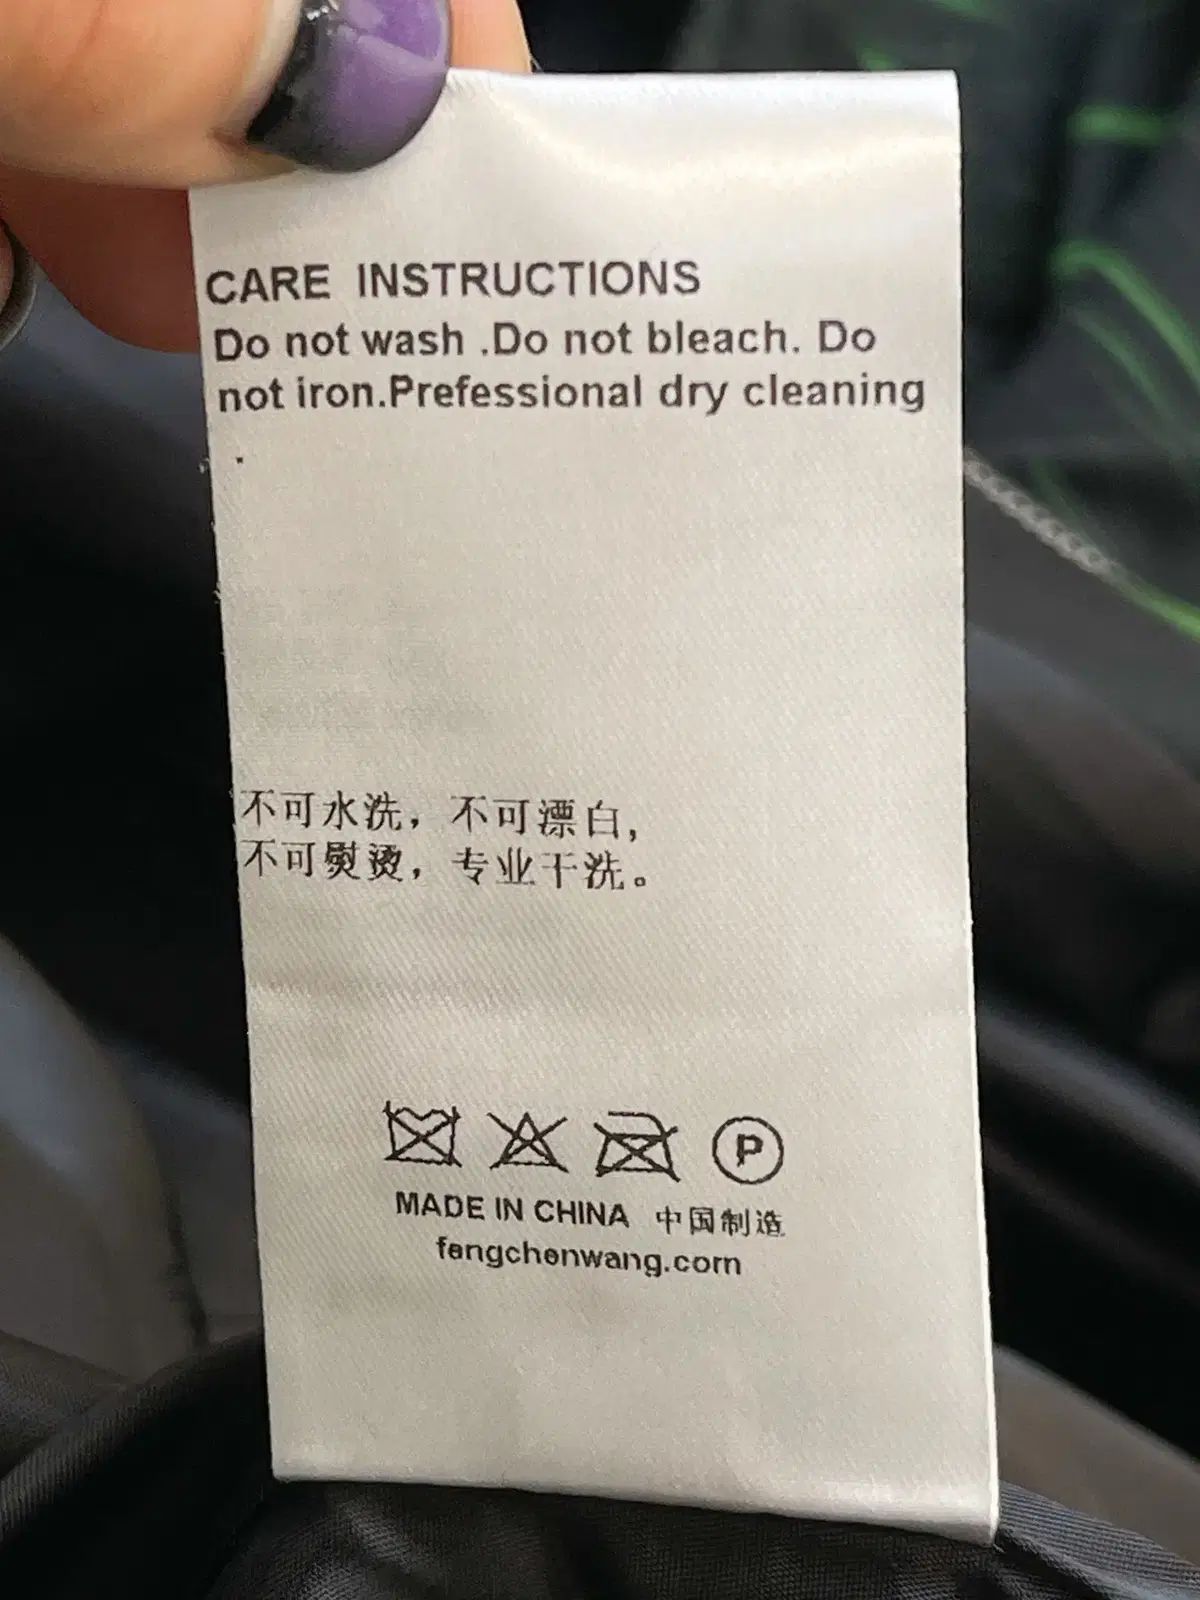 CARE INSTRUCTIONS
Do not wash .Do not bleach. Do
not iron.Prefessional dry cleaning
.
不可水洗，不可漂白，
不可熨烫，专业干洗。
P
MADE IN CHINA 中国制造
fengchenwang.com